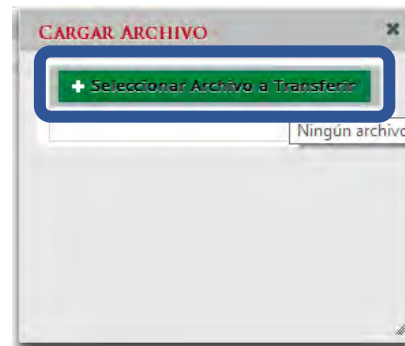 CARGAR ARCHIVO ×
+ Seleccionar Archivo a Transferir
Ningún archivo